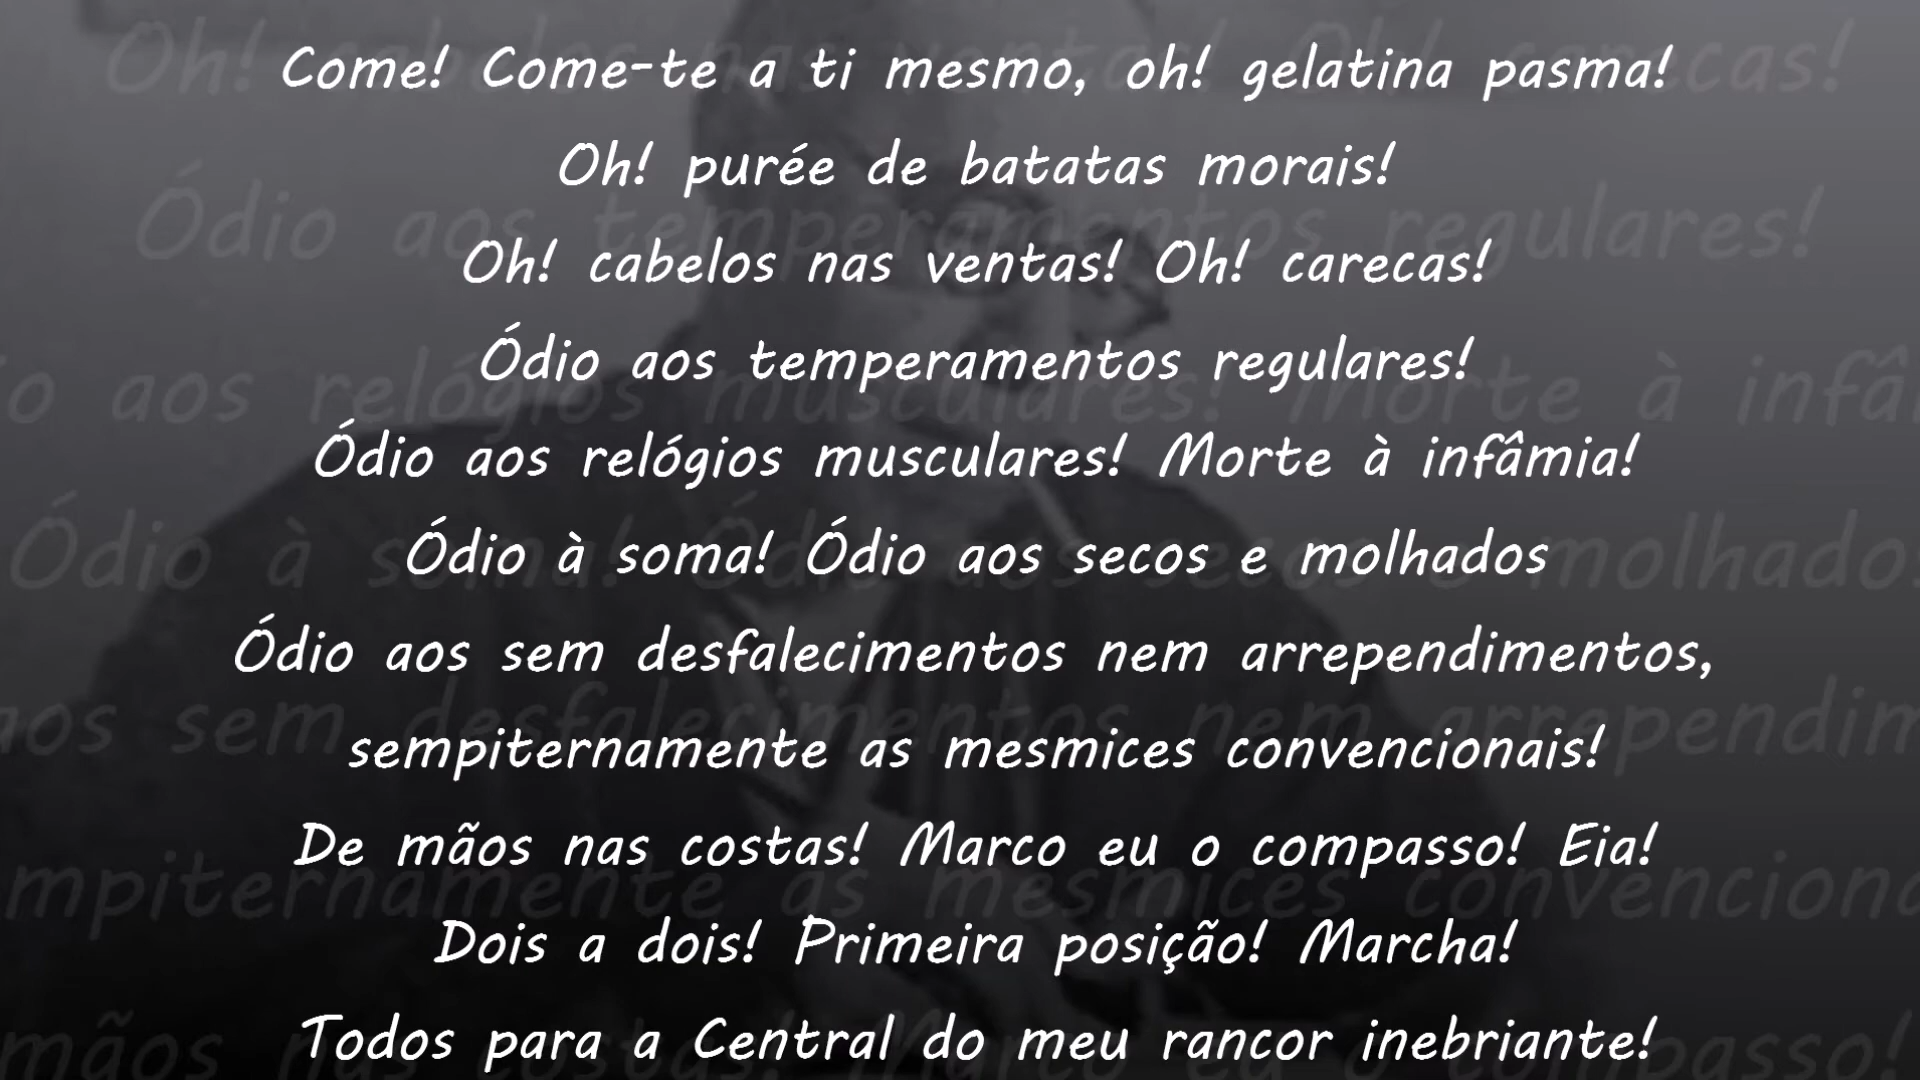 Come! Come-te a ti mesmo, oh! gelatina pasma!
Oh! purée de batatas morais!
Oh! cabelos nas ventas! Oh! carecas!
Ódio aos temperamentos regulares!
Ódio aos relógios musculares! Morte à infâmia!
Ódio à soma! Ódio aos secos e molhados
Ódio aos sem desfalecimentos nem arrependimentos,
sempiternamente as mesmices convencionais!
De mãos nas costas! Marco eu o compasso! Eia!
Dois a dois! Primeira posição! Marcha!
Todos para a Central do meu rancor inebriante!